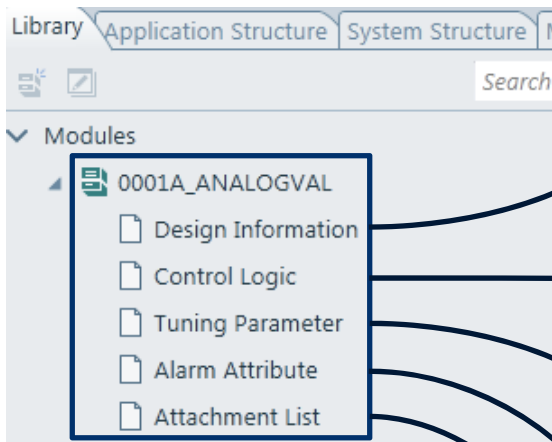 Library Application Structure System Structure
Search
Modules
0001A_ANALOGVAL
Design Information
Control Logic
Tuning Parameter
Alarm Attribute
Attachment List